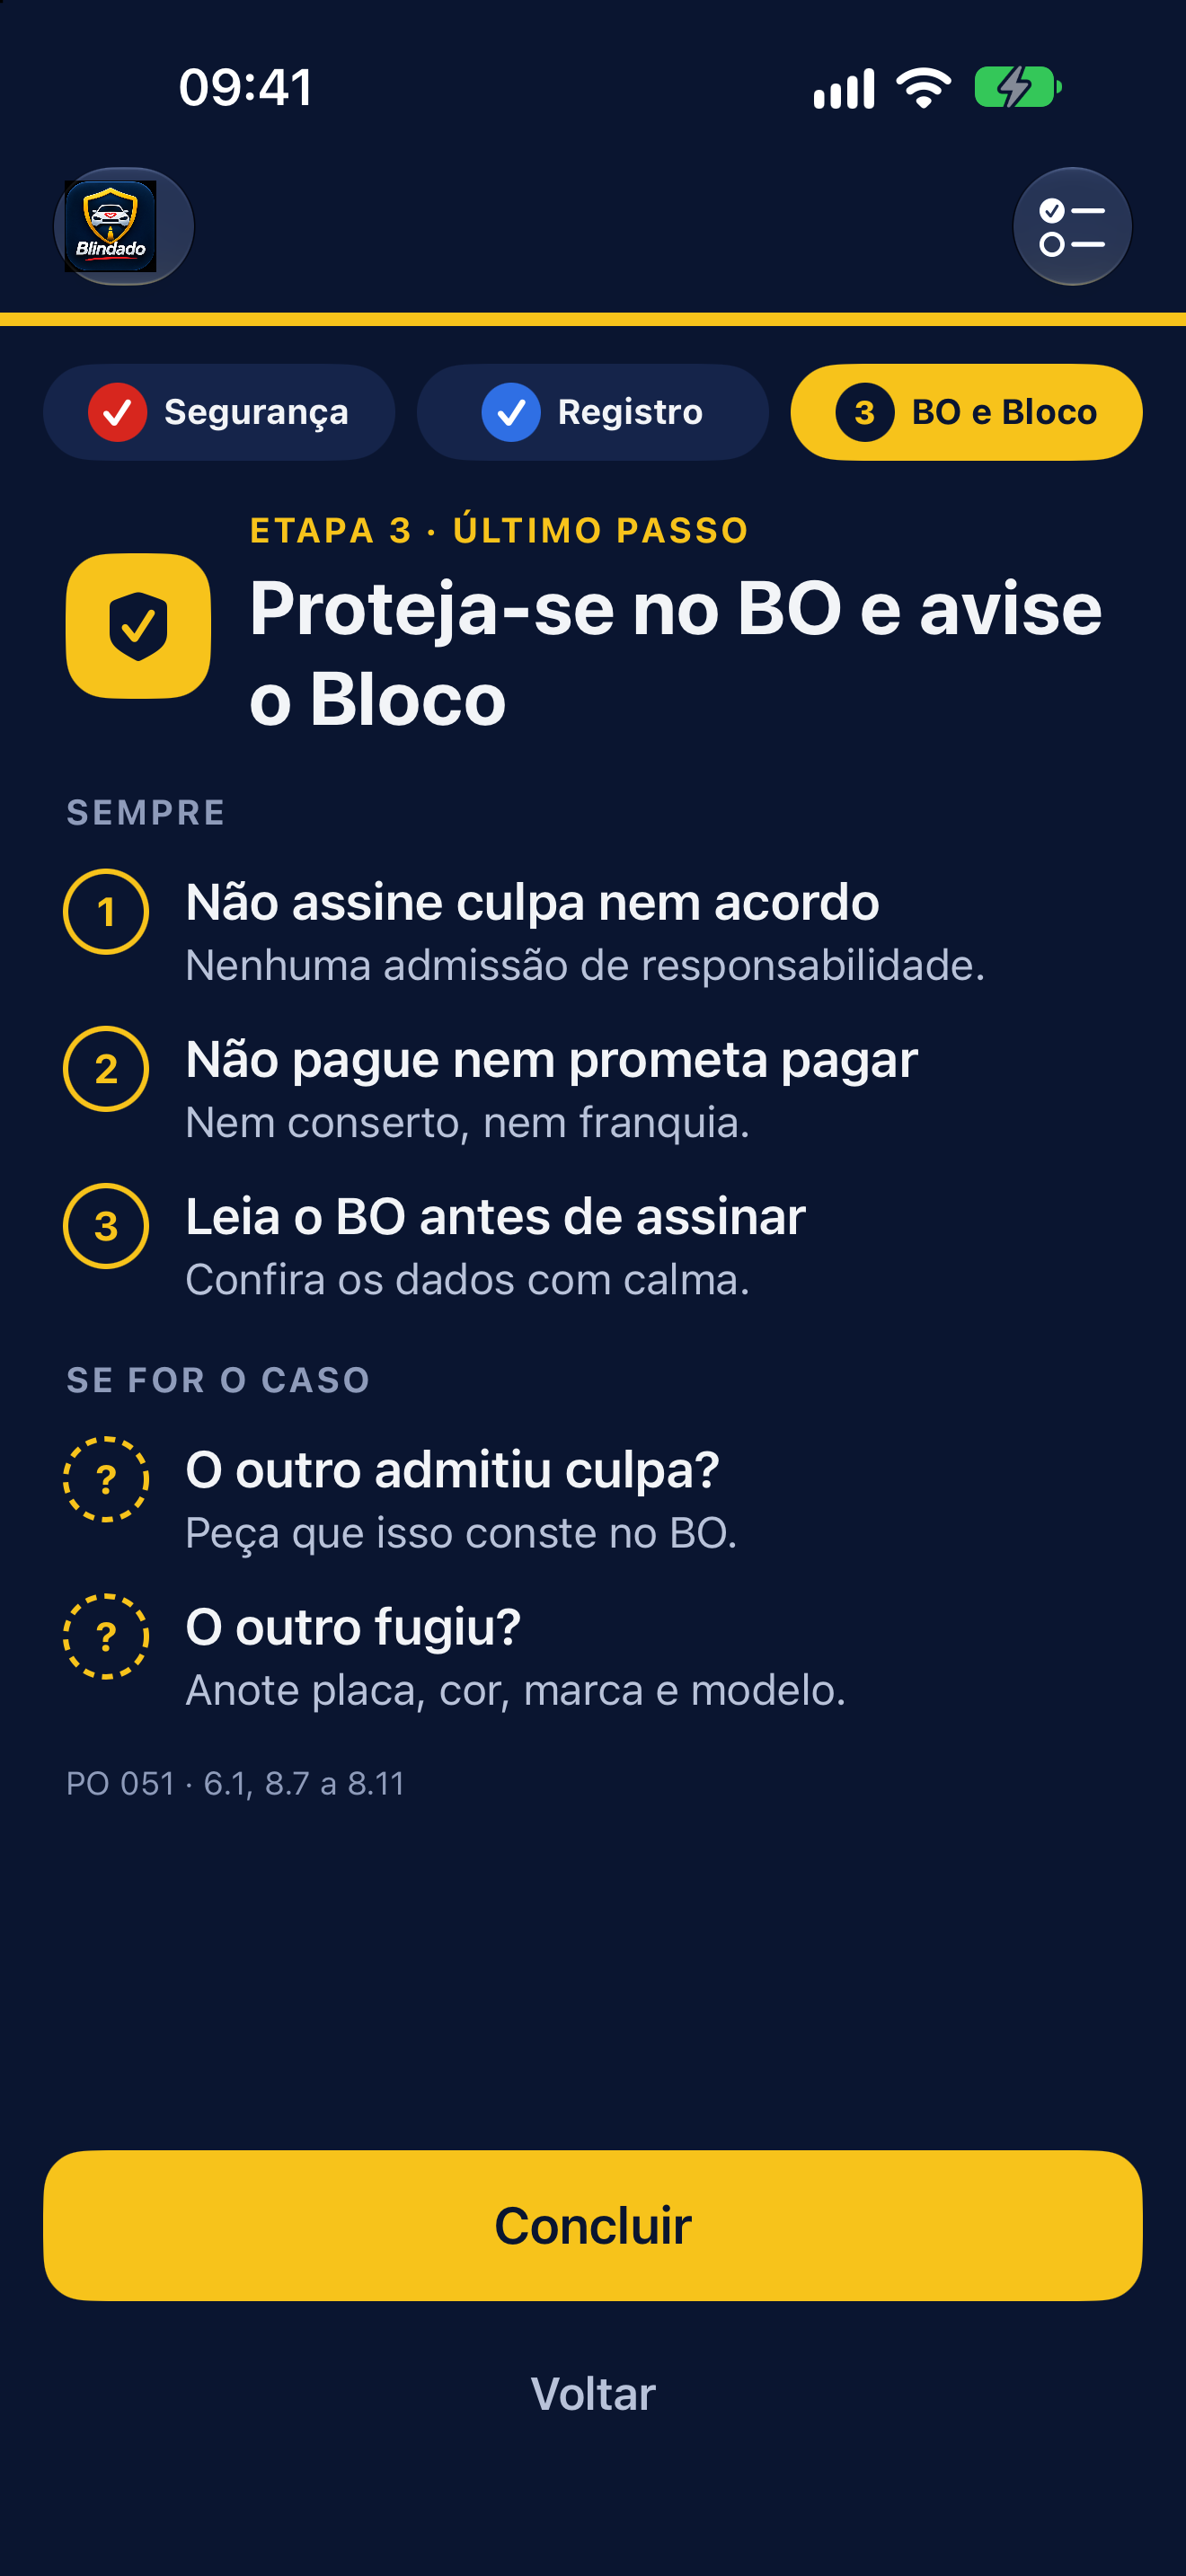 09:41
Blindado
Segurança
Registro
3 BO e Bloco
ETAPA 3 · ÚLTIMO PASSO
Proteja-se no BO e avise
o Bloco
SEMPRE
1 Não assine culpa nem acordo
Nenhuma admissão de responsabilidade.
2 Não pague nem prometa pagar
Nem conserto, nem franquia.
3 Leia o BO antes de assinar
Confira os dados com calma.
SE FOR O CASO
? O outro admitiu culpa?
Peça que isso conste no BO.
? O outro fugiu?
Anote placa, cor, marca e modelo.
PO 051 · 6.1, 8.7 a 8.11
Concluir
Voltar